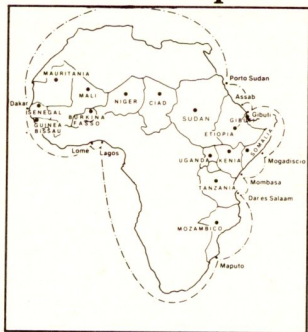 MAURITANIA
MALI
NIGER
CIAD
SUDAN
Porto Sudan
Assab
Gibuti
Dakar
SENEGAL
GUINEA
BISSAU
BURKINA
FASSO
ETIOPIA
SOMALIA
Lome
Lagos
UGANDA
KENIA
Mogadiscio
Mombasa
TANZANIA
Dar es Salaam
MOZAMBICO
Maputo